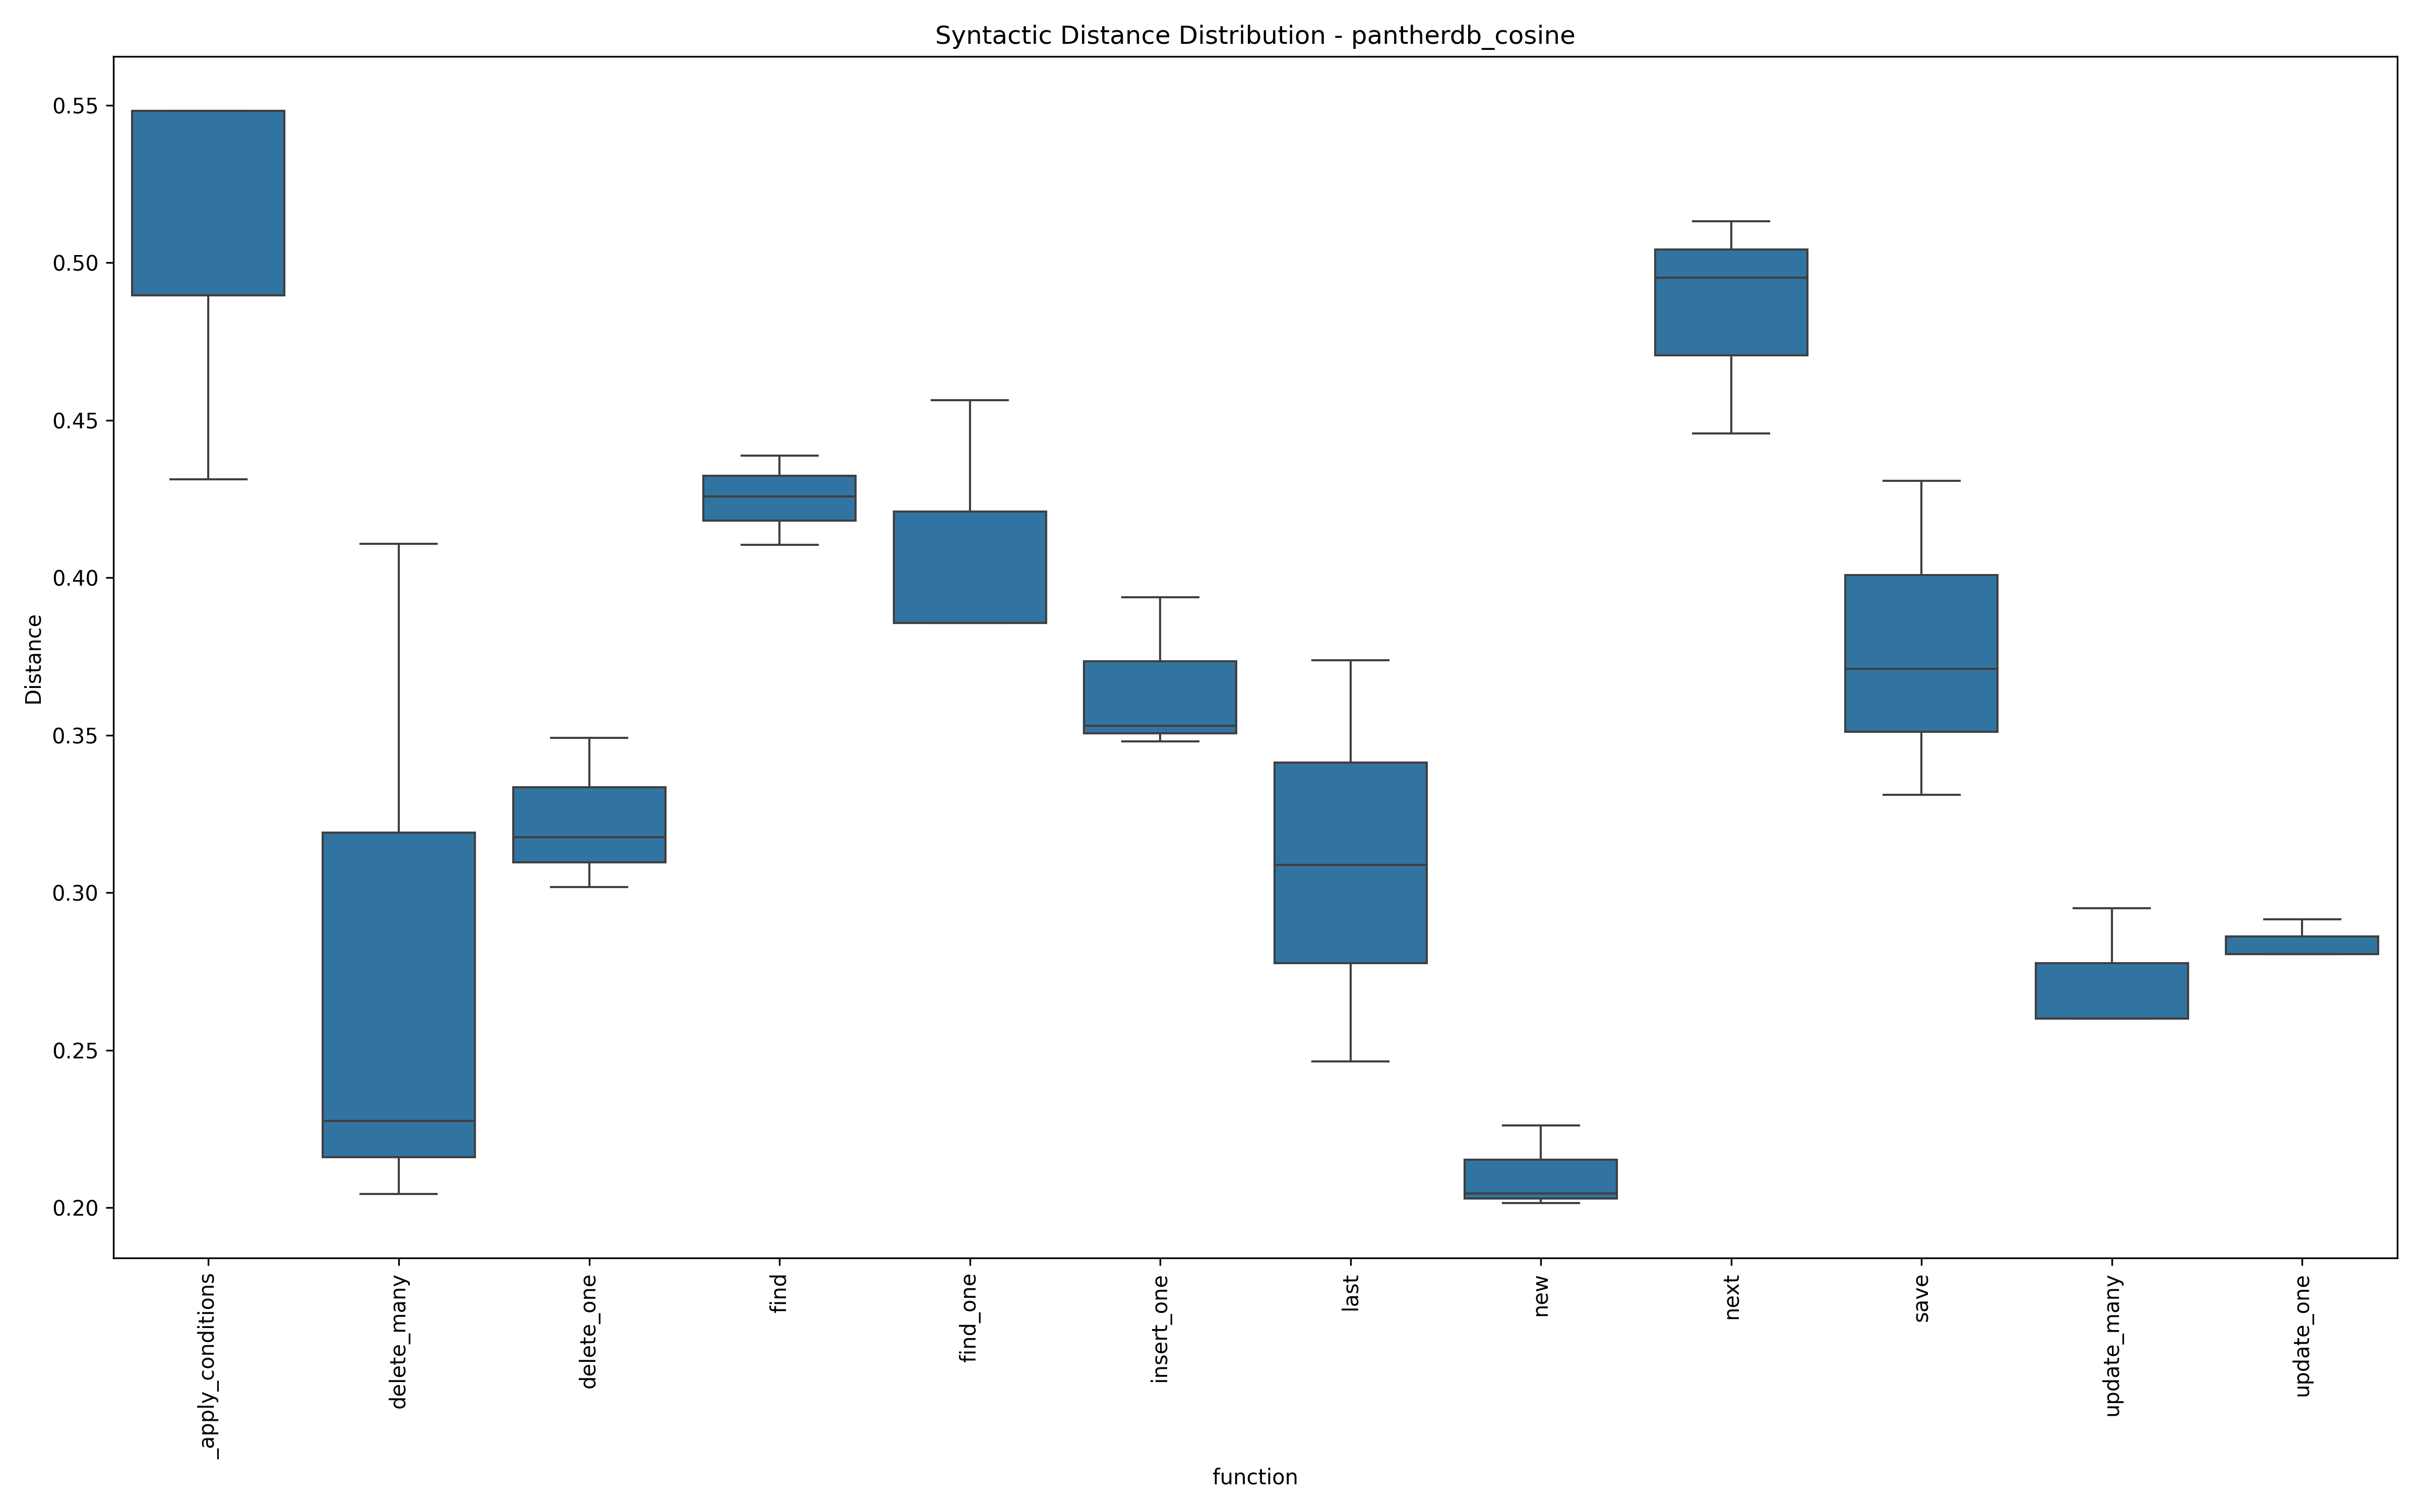 Syntactic Distance Distribution - pantherdb_cosine
Distance
0.55
0.50
0.45
0.40
0.35
0.30
0.25
0.20
_apply_conditions
delete_many
delete_one
find
find_one
insert_one
last
new
next
save
update_many
update_one
function